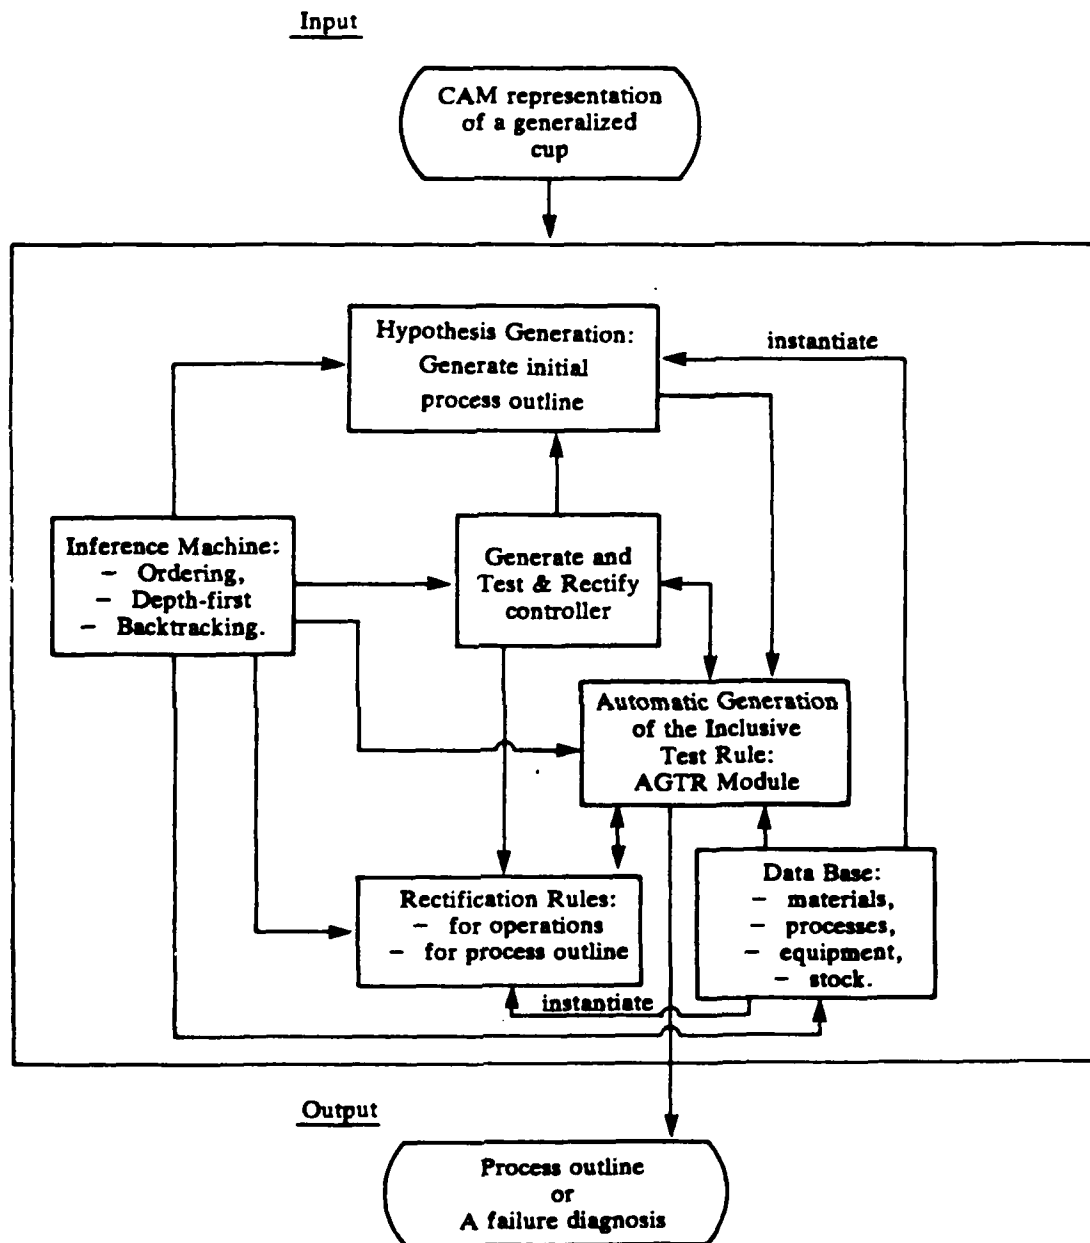 Input
CAM representation
of a generalized
cup
Hypothesis Generation:
Generate initial
process outline
instantiate
Inference Machine:
– Ordering,
– Depth-first
– Backtracking.
Generate and
Test & Rectify
controller
Automatic Generation
of the Inclusive
Test Rule:
AGTR Module
Rectification Rules:
– for operations
– for process outline
Data Base:
– materials,
– processes,
– equipment,
– stock.
instantiate
Output
Process outline
or
A failure diagnosis